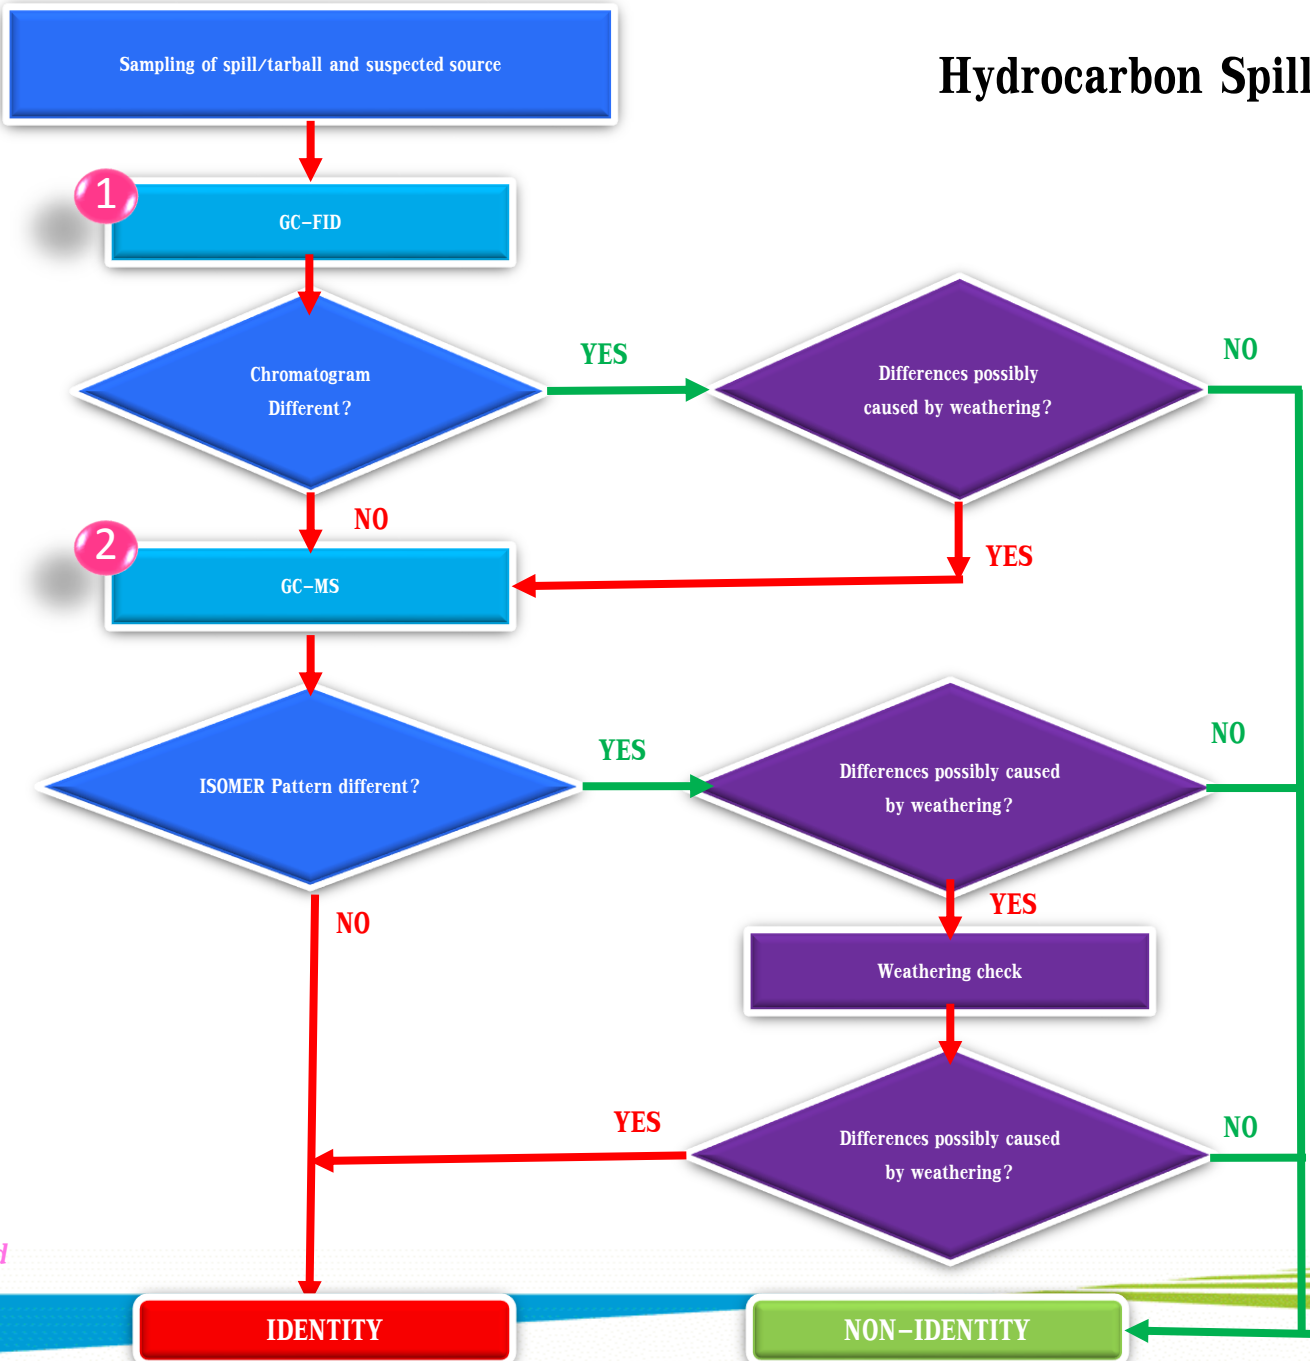 Sampling of spill/tarball and suspected source
Hydrocarbon Spill
1
GC-FID
Chromatogram
Different?
YES
Differences possibly
caused by weathering?
NO
NO
YES
2
GC-MS
ISOMER Pattern different?
YES
Differences possibly caused
by weathering?
NO
NO
YES
Weathering check
YES
Differences possibly caused
by weathering?
NO
d
IDENTITY
NON-IDENTITY